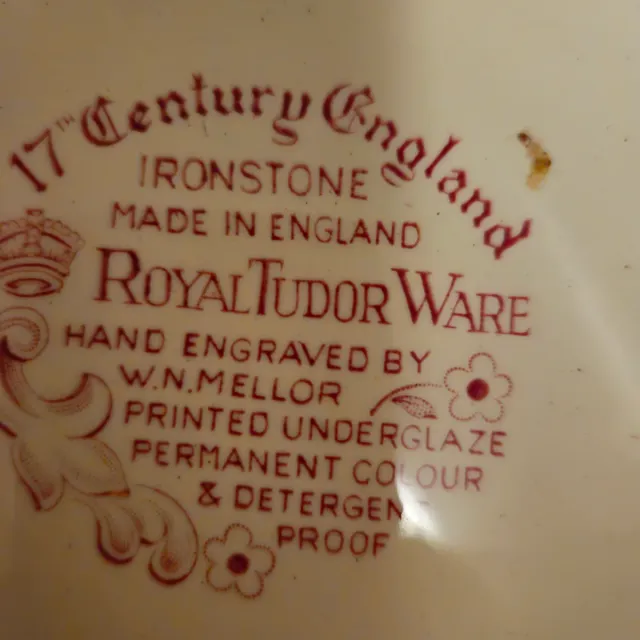 17TH Century England
IRONSTONE
MADE IN ENGLAND
ROYAL TUDOR WARE
HAND ENGRAVED BY
W.N.MELLOR
PRINTED UNDERGLAZE
PERMANENT COLOUR
& DETERGENT
PROOF